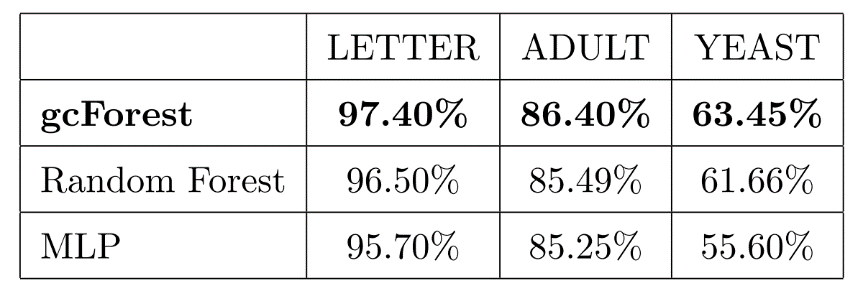 LETTER ADULT YEAST
gcForest 97.40% 86.40% 63.45%
Random Forest 96.50% 85.49% 61.66%
MLP 95.70% 85.25% 55.60%